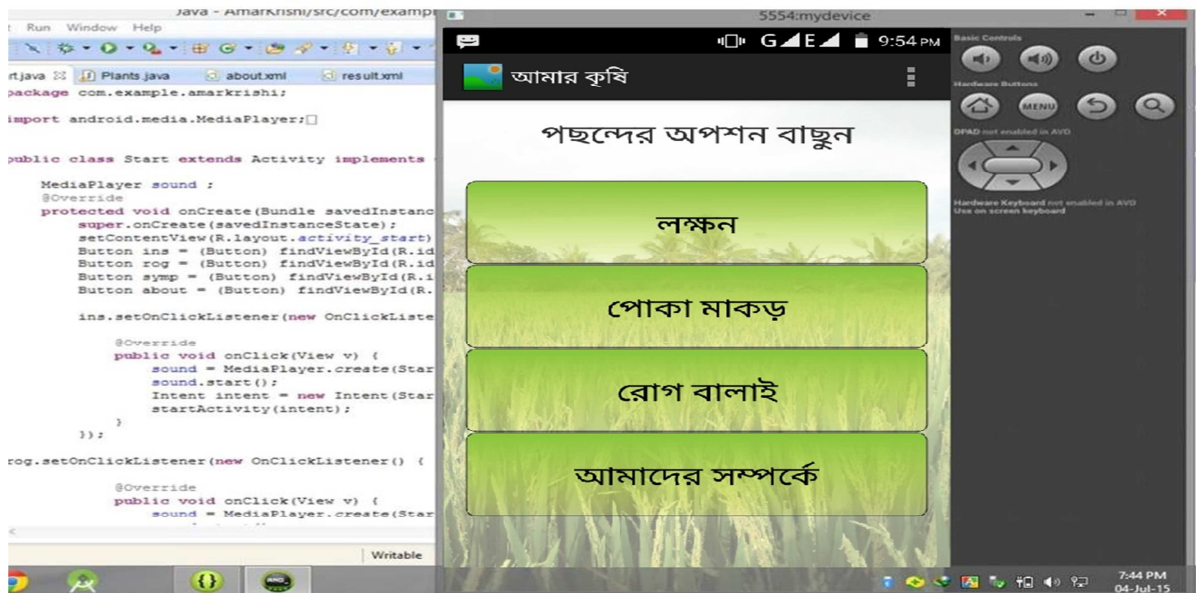 Java - AmarKrishi/src/com/exampl
Run Window Help
rt.java Plants.java about.xml result.xml
package com.example.amarkrishi;
import android.media.MediaPlayer;
public class Start extends Activity implements
MediaPlayer sound ;
@Override
protected void onCreate(Bundle savedInstanc
super.onCreate(savedInstanceState);
setContentView(R.layout.activity_start)
Button ins = (Button) findViewById(R.id
Button rog = (Button) findViewById(R.id
Button symp = (Button) findViewById(R.i
Button about = (Button) findViewById(R.
ins.setOnClickListener(new OnClickListe
@Override
public void onClick(View v) {
sound = MediaPlayer.create(Star
sound.start();
Intent intent = new Intent(Star
startActivity(intent);
}
});
rog.setOnClickListener(new OnClickListener() {
@Override
public void onClick(View v) {
sound = MediaPlayer.create(Star
Writable
5554:mydevice
G E 9:54 PM
আমার কৃষি
পছন্দের অপশন বাছুন
লক্ষন
পোকা মাকড়
রোগ বালাই
আমাদের সম্পর্কে
Basic Controls
Hardware Buttons
MENU
DPAD not enabled in AVD
Hardware Keyboard not enabled in AVD
Use on screen keyboard
7:44 PM
04-Jul-15